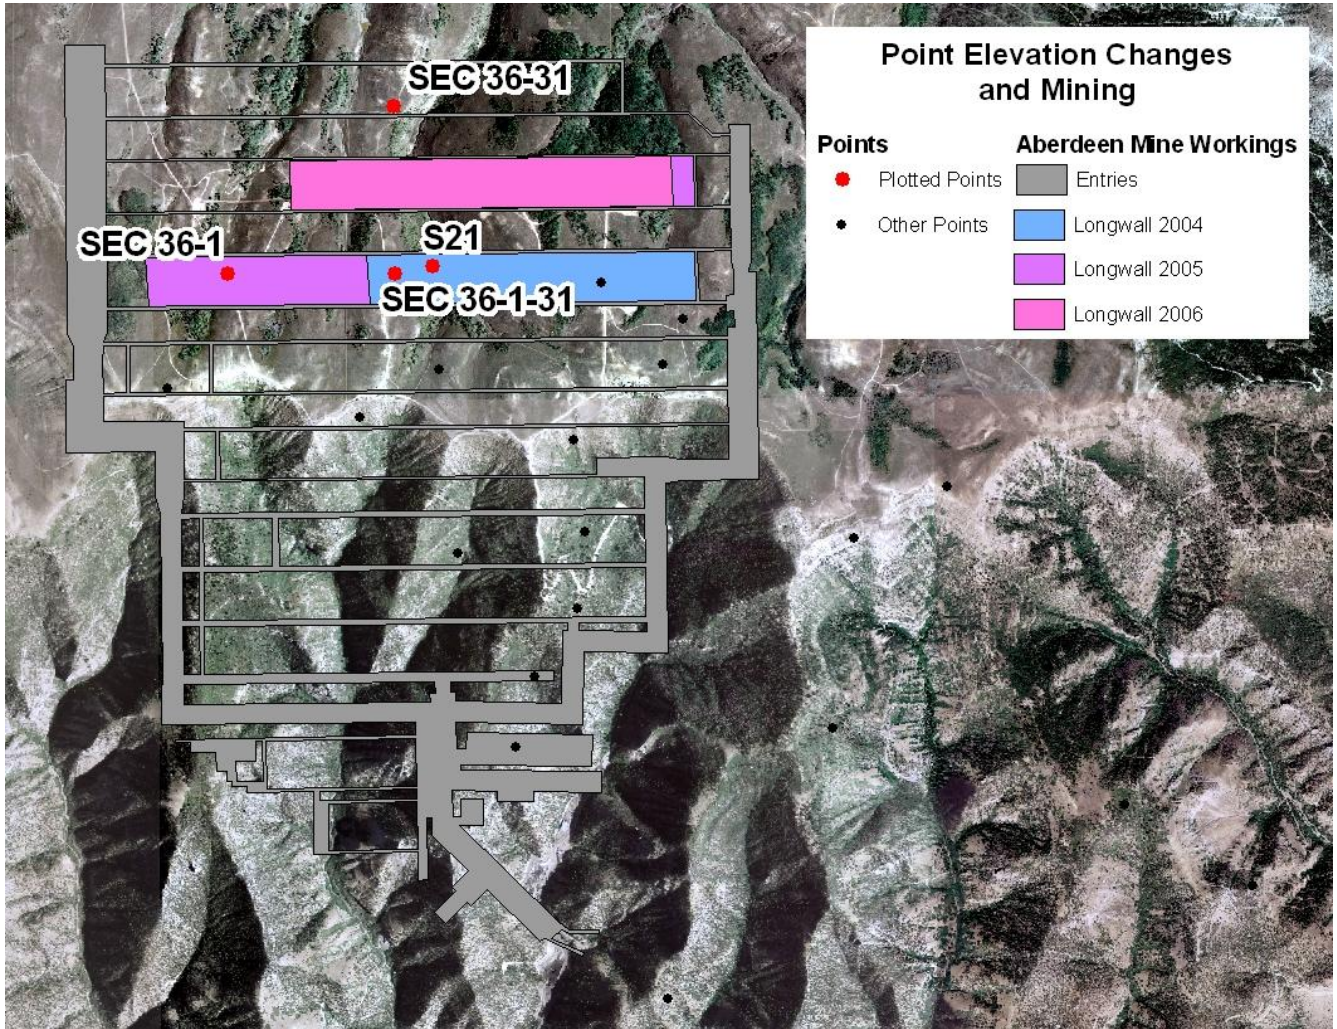 Point Elevation Changes
and Mining
Points
Plotted Points
Other Points
Aberdeen Mine Workings
Entries
Longwall 2004
Longwall 2005
Longwall 2006
SEC 36-31
SEC 36-1
S21
SEC 36-1-31